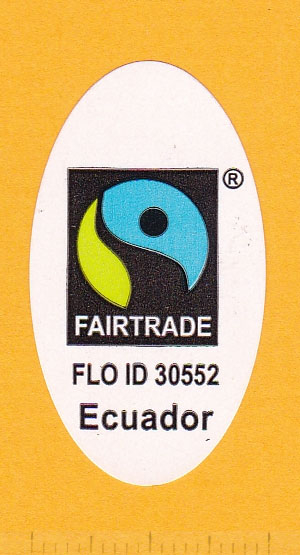 ®
FAIRTRADE
FLO ID 30552
Ecuador